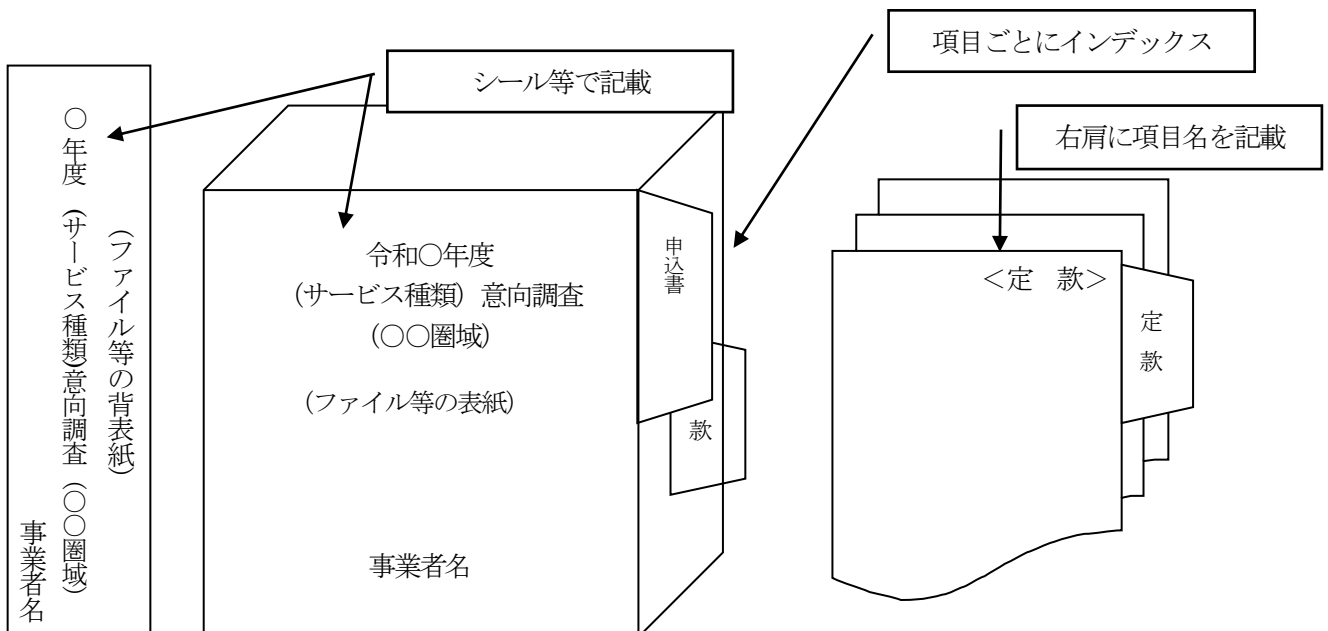 項目ごとにインデックス
シール等で記載
右肩に項目名を記載
(ファイル等の背表紙)
○年度 (サービス種類)意向調査 (○○圏域)
事業者名
令和○年度
(サービス種類) 意向調査
(○○圏域)
(ファイル等の表紙)
事業者名
申込書
款
<定 款>
定款